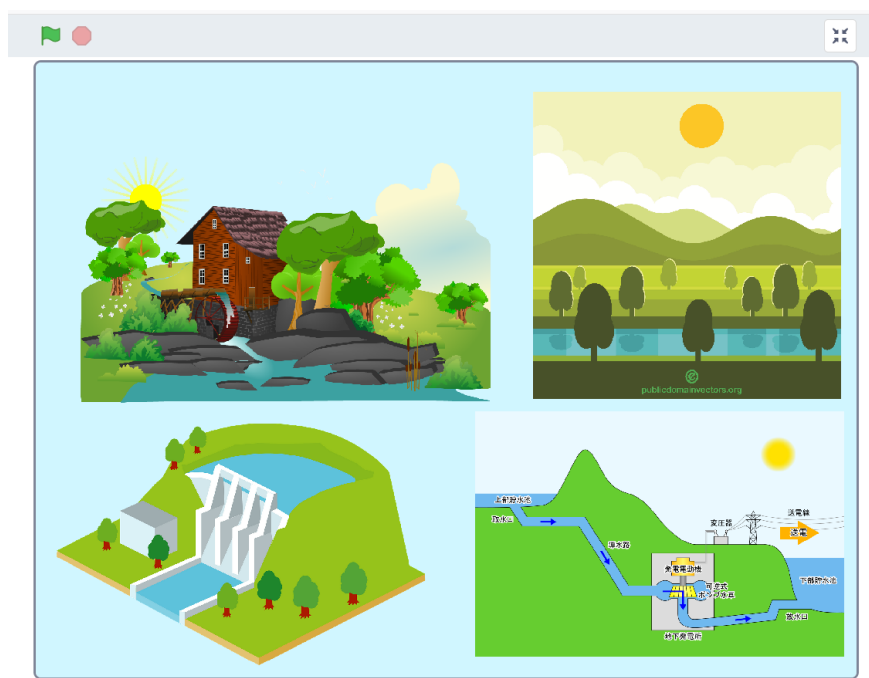 publicdomainvectors.org
上部貯水池
取水口
導水路
変圧器
送電線
送電
発電電動機
可逆式
ポンプ水車
下部貯水池
放水口
地下発電所